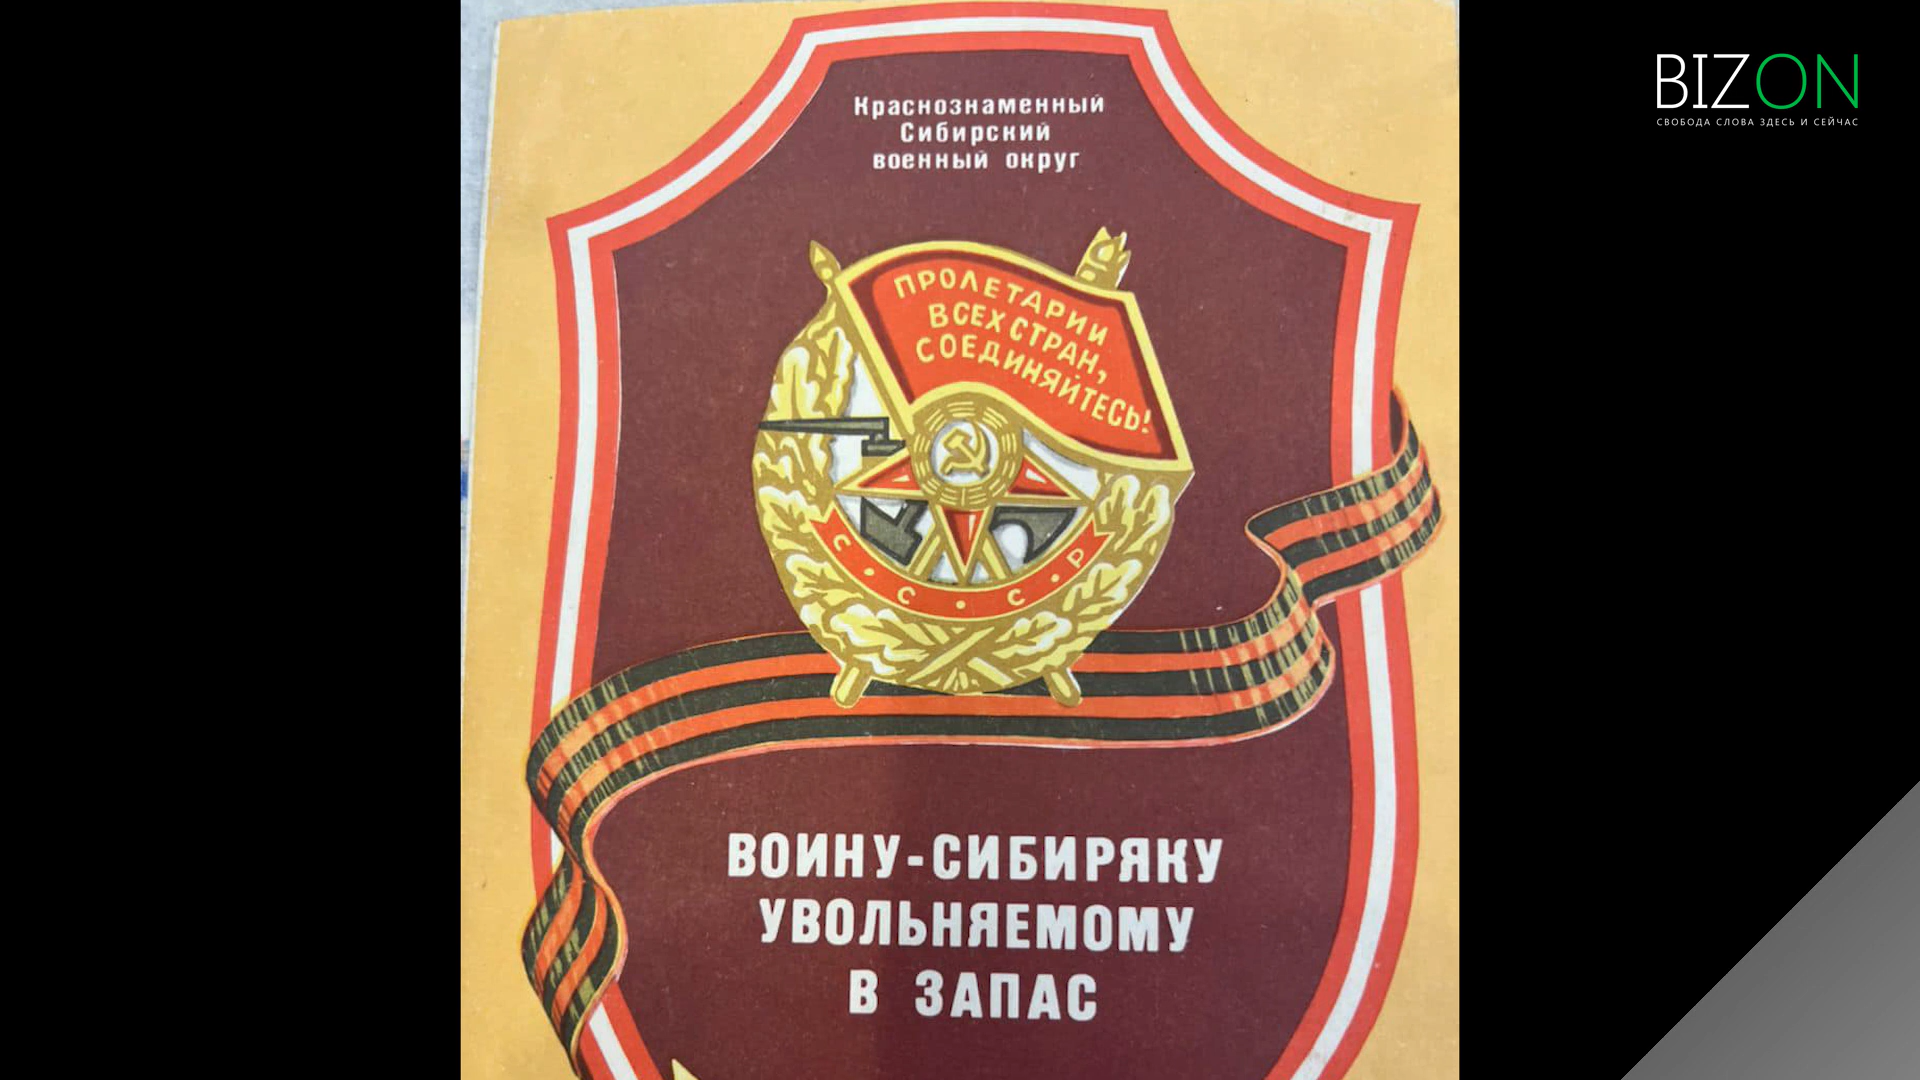 Краснознаменный
Сибирский
военный округ
ПРОЛЕТАРИИ
ВСЕХ СТРАН,
СОЕДИНЯЙТЕСЬ!
С•С•С•Р
ВОИНУ-СИБИРЯКУ
УВОЛЬНЯЕМОМУ
В ЗАПАС
BIZON
СВОБОДА СЛОВА ЗДЕСЬ И СЕЙЧАС